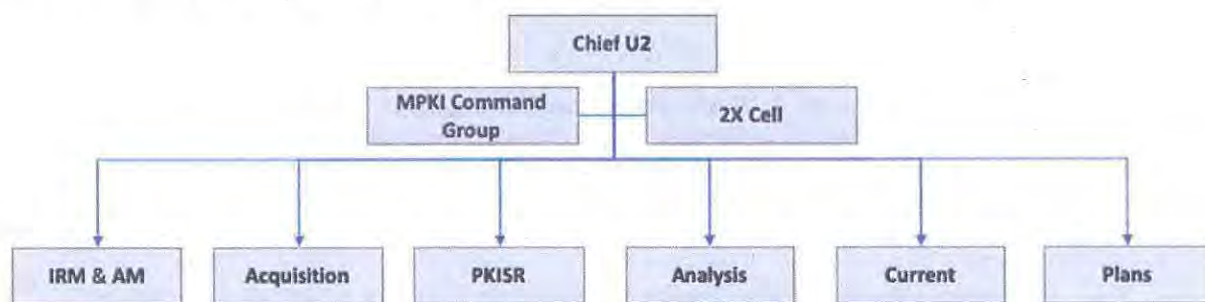 Chief U2
MPKI Command
Group
2X Cell
IRM & AM
Acquisition
PKISR
Analysis
Current
Plans